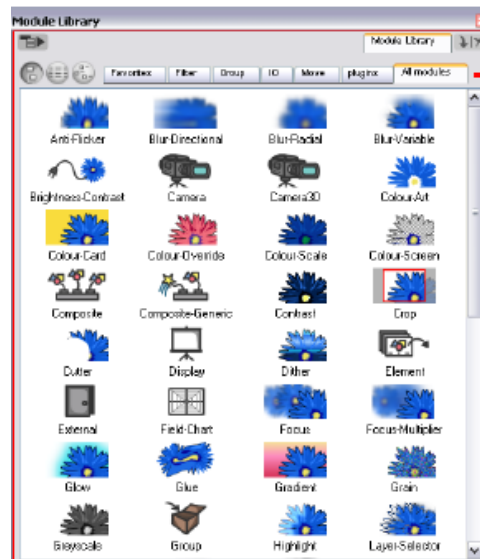 Module Library
Module Library
Favorites Filter Group IO Move plugins All modules
Anti-Flicker Blur-Directional Blur-Radial Blur-Variable
Brightness-Contrast Camera Camera3D Colour-Art
Colour-Card Colour-Override Colour-Scale Colour-Screen
Composite Composite-Generic Contrast Crop
Cutter Display Dither Element
External Field-Chart Focus Focus-Multiplier
Glow Glue Gradient Grain
Greyscale Group Highlight Layer-Selector